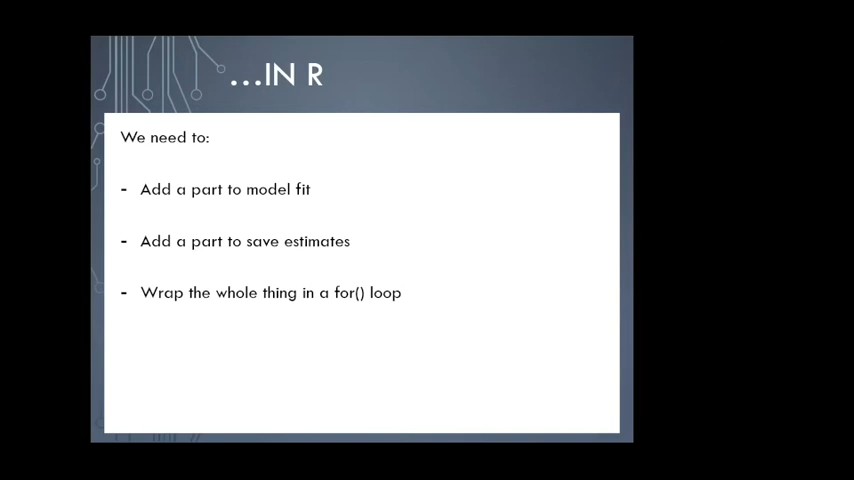 ...IN R
We need to:
- Add a part to model fit
- Add a part to save estimates
- Wrap the whole thing in a for() loop